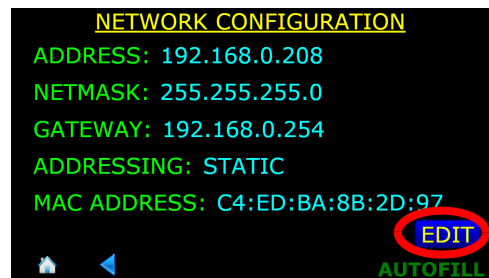 NETWORK CONFIGURATION
ADDRESS: 192.168.0.208
NETMASK: 255.255.255.0
GATEWAY: 192.168.0.254
ADDRESSING: STATIC
MAC ADDRESS: C4:ED:BA:8B:2D:97
EDIT
AUTOFILL